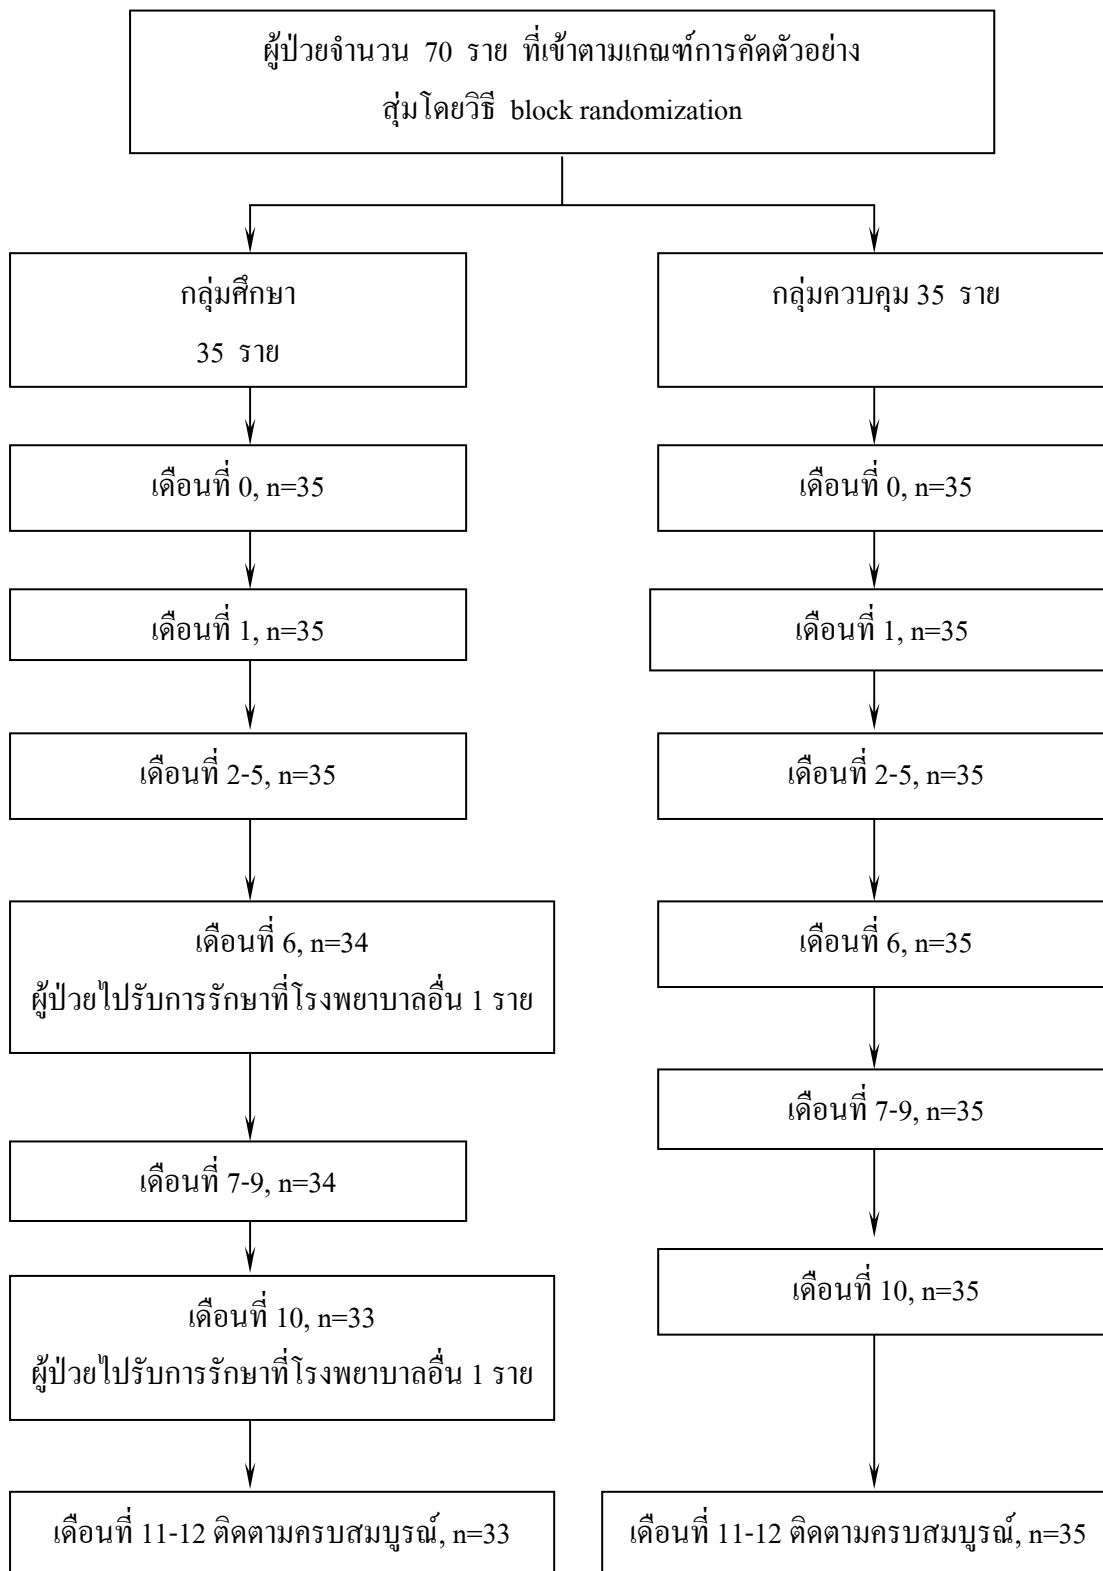 ผู้ป่วยจำนวน 70 ราย ที่เข้าตามเกณฑ์การคัดตัวอย่าง
สุ่มโดยวิธี block randomization
กลุ่มศึกษา
35 ราย
กลุ่มควบคุม 35 ราย
เดือนที่ 0, n=35
เดือนที่ 0, n=35
เดือนที่ 1, n=35
เดือนที่ 1, n=35
เดือนที่ 2-5, n=35
เดือนที่ 2-5, n=35
เดือนที่ 6, n=34
ผู้ป่วยไปรับการรักษาที่โรงพยาบาลอื่น 1 ราย
เดือนที่ 6, n=35
เดือนที่ 7-9, n=34
เดือนที่ 7-9, n=35
เดือนที่ 10, n=33
ผู้ป่วยไปรับการรักษาที่โรงพยาบาลอื่น 1 ราย
เดือนที่ 10, n=35
เดือนที่ 11-12 ติดตามครบสมบูรณ์, n=33
เดือนที่ 11-12 ติดตามครบสมบูรณ์, n=35